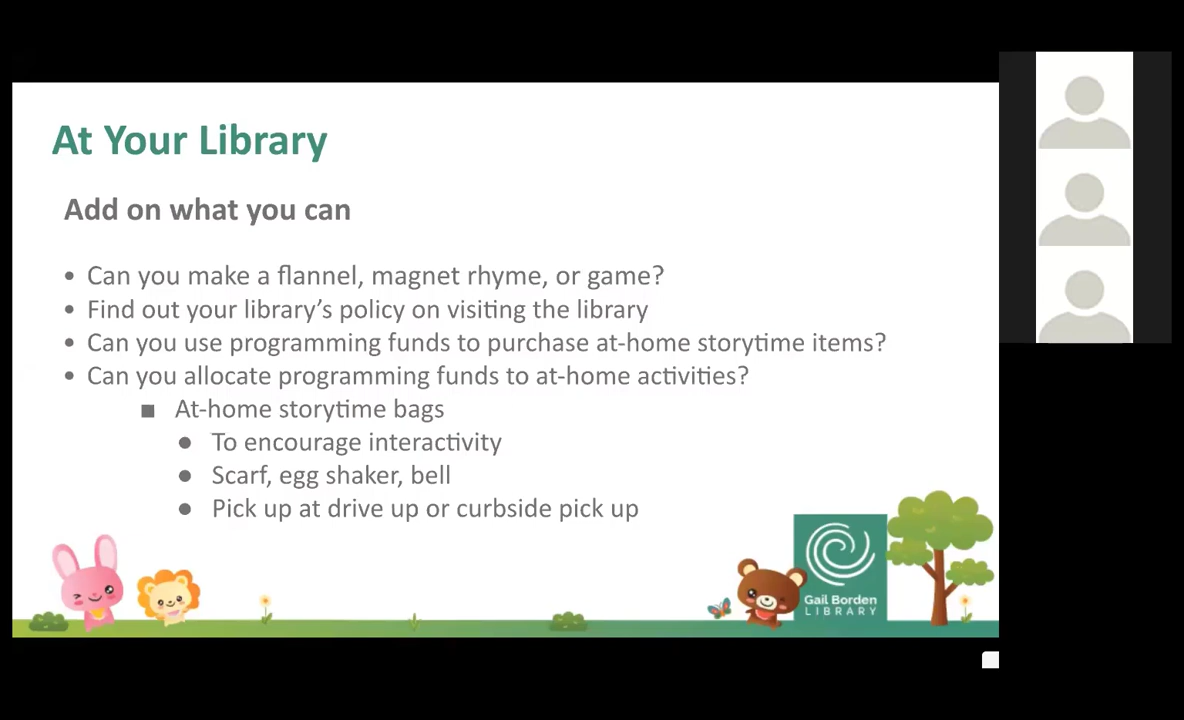 At Your Library
Add on what you can
• Can you make a flannel, magnet rhyme, or game?
• Find out your library’s policy on visiting the library
• Can you use programming funds to purchase at-home storytime items?
• Can you allocate programming funds to at-home activities?
■ At-home storytime bags
● To encourage interactivity
● Scarf, egg shaker, bell
● Pick up at drive up or curbside pick up
Gail Borden
LIBRARY